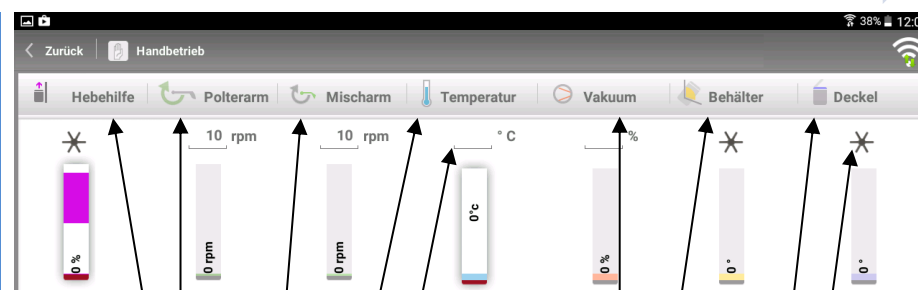 38% 12:0
Zurück Handbetrieb
Hebehilfe Polterarm Mischarm Temperatur Vakuum Behälter Deckel
10 rpm 10 rpm ° C %
0 % 0 rpm 0 rpm 0°c 0 % 0 ° 0 °